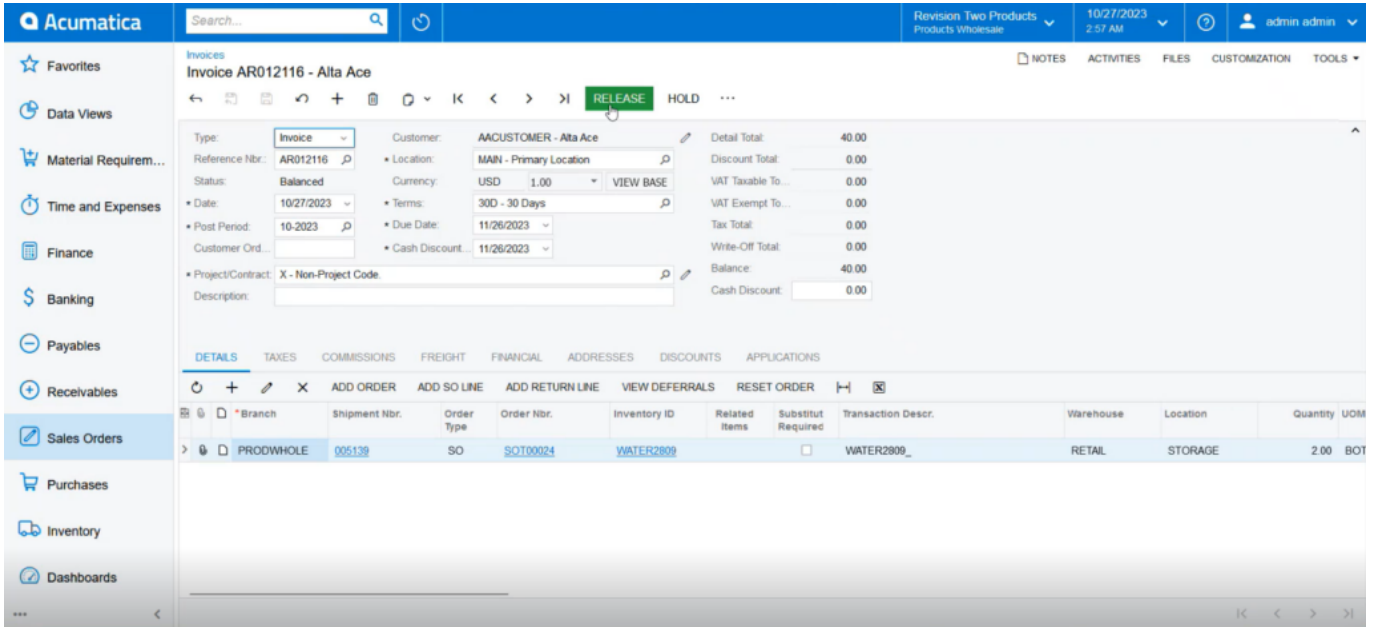 Acumatica
Search...
Revision Two Products
Products Wholesale
10/27/2023
2:57 AM
admin admin
Favorites
Data Views
Material Requirem...
Time and Expenses
Finance
Banking
Payables
Receivables
Sales Orders
Purchases
Inventory
Dashboards
Invoices
Invoice AR012116 - Alta Ace
NOTES ACTIVITIES FILES CUSTOMIZATION TOOLS
RELEASE HOLD
Type: Invoice Customer: AACUSTOMER - Alta Ace Detail Total: 40.00
Reference Nbr.: AR012116 * Location: MAIN - Primary Location Discount Total: 0.00
Status: Balanced Currency: USD 1.00 VIEW BASE VAT Taxable To... 0.00
* Date: 10/27/2023 * Terms: 30D - 30 Days VAT Exempt To... 0.00
* Post Period: 10-2023 * Due Date: 11/26/2023 Tax Total: 0.00
Customer Ord... * Cash Discount... 11/26/2023 Write-Off Total: 0.00
* Project/Contract: X - Non-Project Code. Balance: 40.00
Description: Cash Discount: 0.00
DETAILS TAXES COMMISSIONS FREIGHT FINANCIAL ADDRESSES DISCOUNTS APPLICATIONS
ADD ORDER ADD SO LINE ADD RETURN LINE VIEW DEFERRALS RESET ORDER
* Branch Shipment Nbr. Order Type Order Nbr. Inventory ID Related Items Substitut Required Transaction Descr. Warehouse Location Quantity UOM
PRODWHOLE 005139 SO SOT00024 WATER2809 WATER2809_ RETAIL STORAGE 2.00 BOT